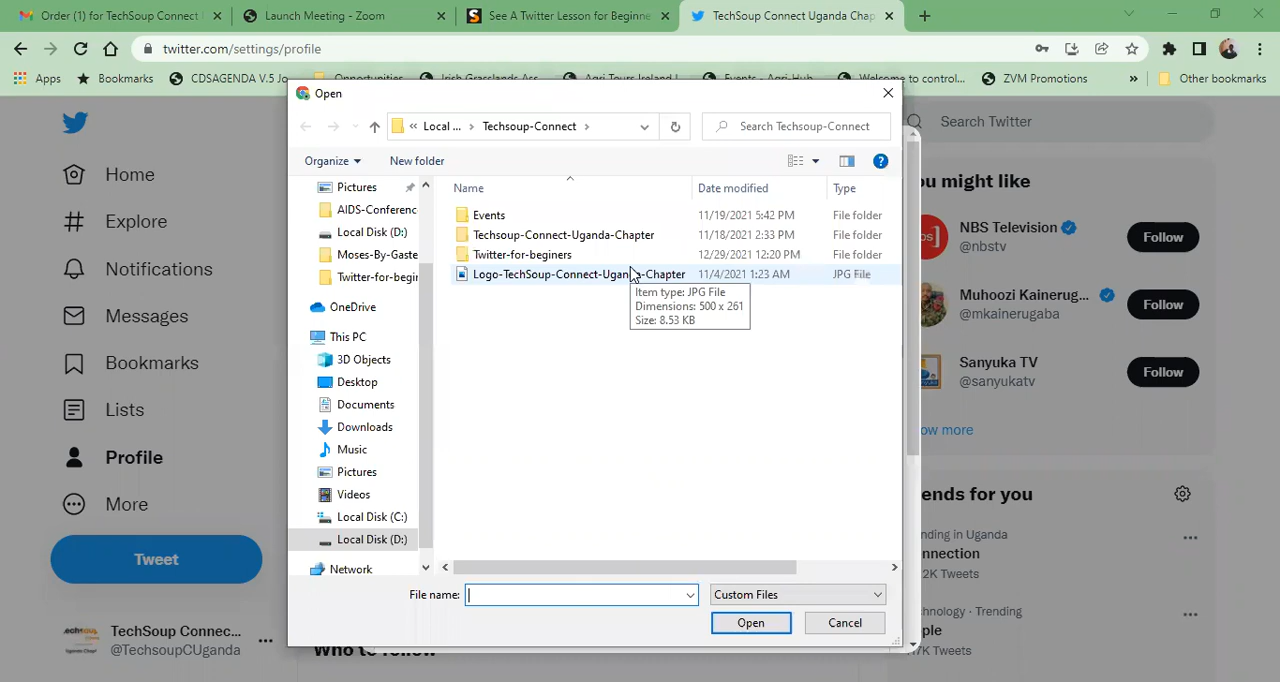 Order (1) for TechSoup Connect
Launch Meeting - Zoom
See A Twitter Lesson for Beginne
TechSoup Connect Uganda Chap
twitter.com/settings/profile
Apps
Bookmarks
CDSAGENDA V.5 Jo
Opportunities
Irish Grasslands Ass
Agri Tours Ireland |
Events - Agri-Hub
Welcome to control...
ZVM Promotions
»
Other bookmarks
Home
Explore
Notifications
Messages
Bookmarks
Lists
Profile
More
Tweet
TechSoup Connec...
@TechsoupCUganda
Open
« Local ... › Techsoup-Connect ›
Search Techsoup-Connect
Organize
New folder
Pictures
AIDS-Conferenc
Local Disk (D:)
Moses-By-Gaste
Twitter-for-begir
OneDrive
This PC
3D Objects
Desktop
Documents
Downloads
Music
Pictures
Videos
Local Disk (C:)
Local Disk (D:)
Network
Name Date modified Type
Events 11/19/2021 5:42 PM File folder
Techsoup-Connect-Uganda-Chapter 11/18/2021 2:33 PM File folder
Twitter-for-beginers 12/29/2021 12:20 PM File folder
Logo-TechSoup-Connect-Uganda-Chapter 11/4/2021 1:23 AM JPG File
Item type: JPG File
Dimensions: 500 x 261
Size: 8.53 KB
File name:
Custom Files
Open
Cancel
Search Twitter
ou might like
NBS Television
@nbstv
Follow
Muhoozi Kainerug...
@mkainerugaba
Follow
Sanyuka TV
@sanyukatv
Follow
ow more
ends for you
nding in Uganda
nnection
2K Tweets
hnology · Trending
ple
17K Tweets
Who to follow